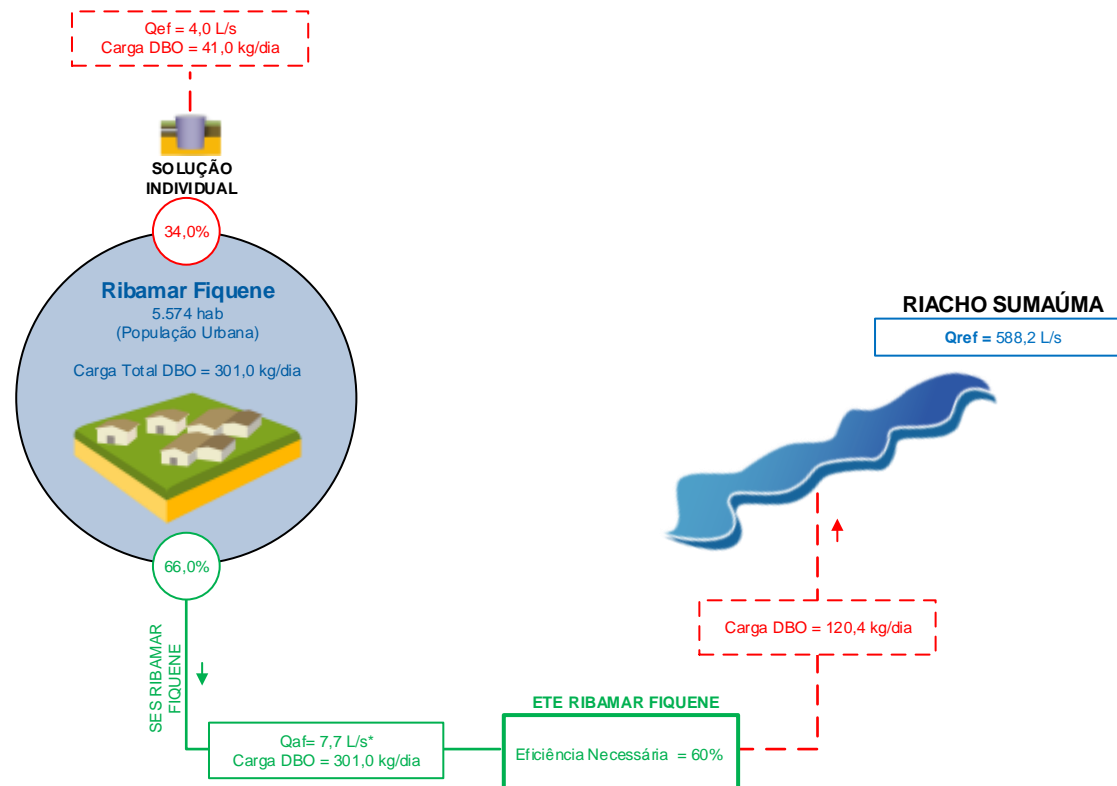 Qef = 4,0 L/s
Carga DBO = 41,0 kg/dia
SOLUÇÃO
INDIVIDUAL
34,0%
Ribamar Fiquene
5.574 hab
(População Urbana)
Carga Total DBO = 301,0 kg/dia
66,0%
SES RIBAMAR
FIQUENE
Qaf= 7,7 L/s*
Carga DBO = 301,0 kg/dia
ETE RIBAMAR FIQUENE
Eficiência Necessária = 60%
Carga DBO = 120,4 kg/dia
RIACHO SUMAÚMA
Qref = 588,2 L/s